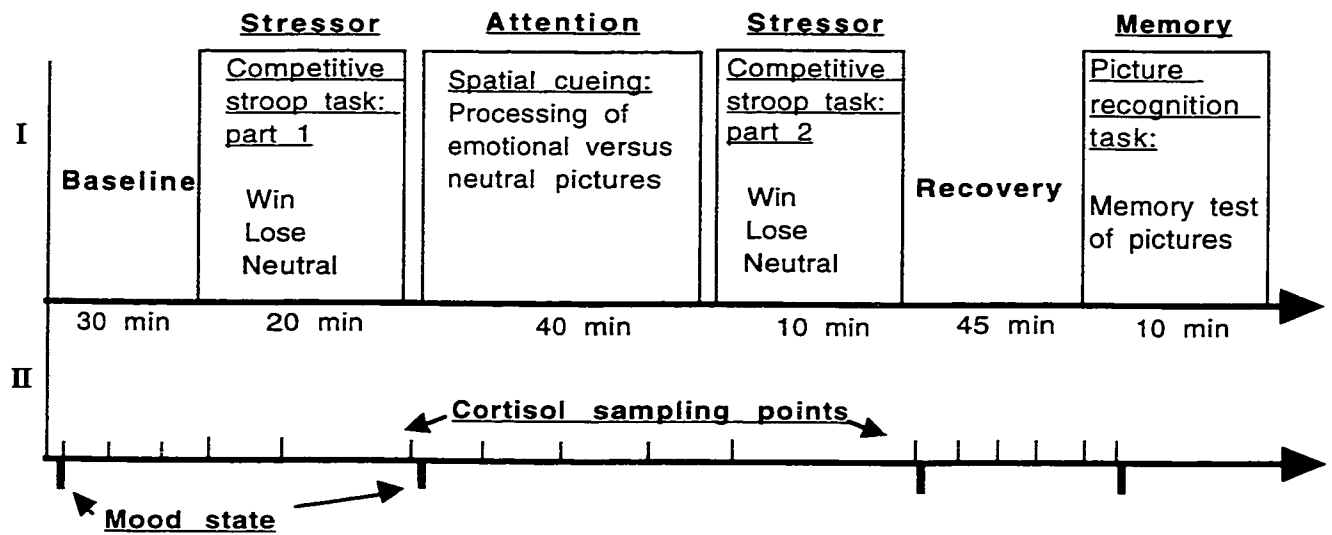 Stressor
Attention
Stressor
Memory
I
Baseline
Competitive
stroop task:
part 1
Win
Lose
Neutral
Spatial cueing:
Processing of
emotional versus
neutral pictures
Competitive
stroop task:
part 2
Win
Lose
Neutral
Recovery
Picture
recognition
task:
Memory test
of pictures
30 min
20 min
40 min
10 min
45 min
10 min
II
Cortisol sampling points
Mood state